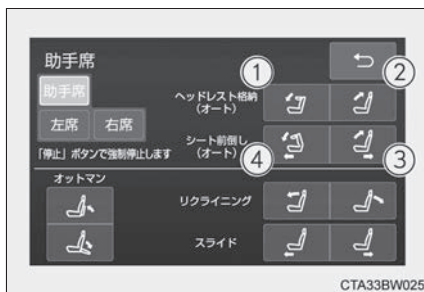 助手席
① ②
助手席
ヘッドレスト格納
(オート)
左席 右席
シート前倒し
(オート)
「停止」ボタンで強制停止します
④ ③
オットマン
リクライニング
スライド
CTA33BW025